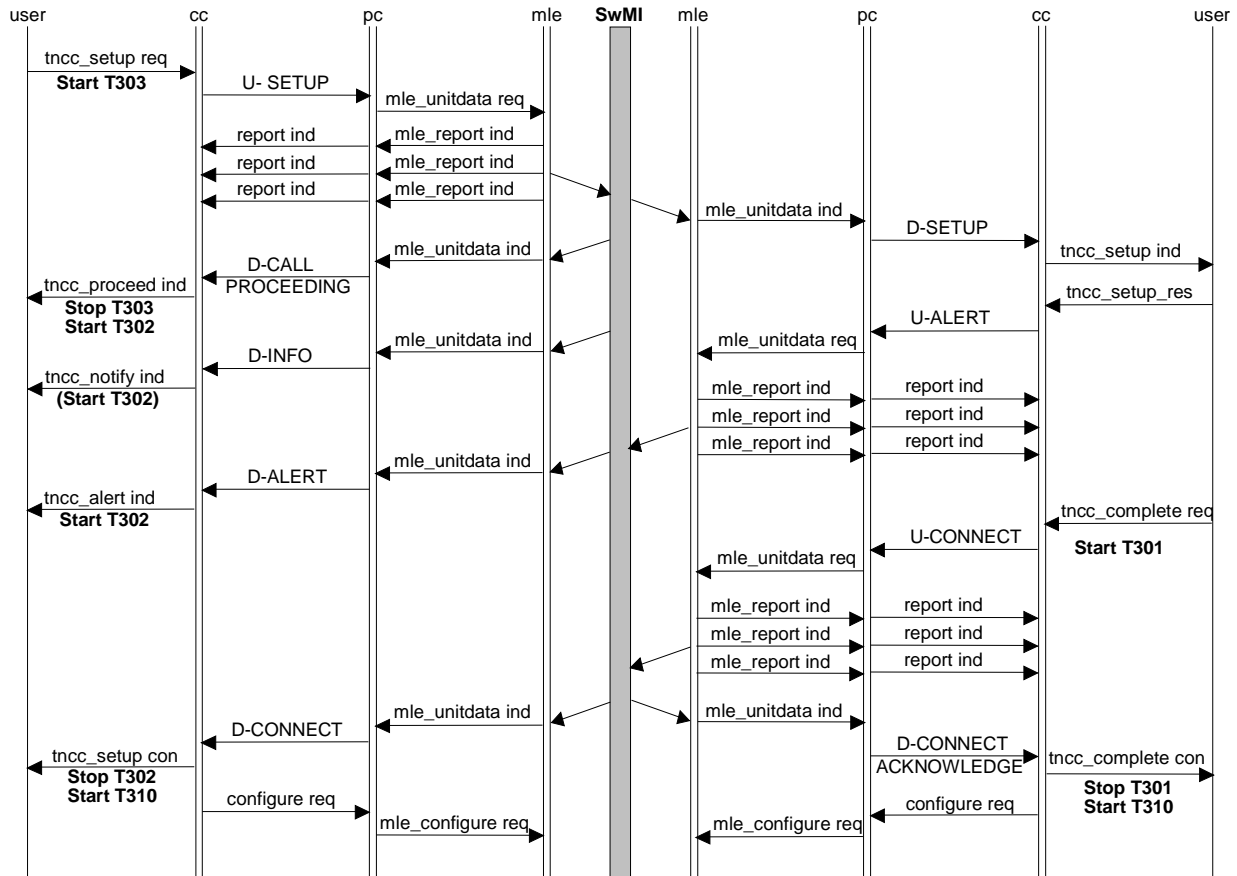 user cc pc mle SwMI mle pc cc user
tncc_setup req
Start T303
U- SETUP
mle_unitdata req
report ind mle_report ind
report ind mle_report ind
report ind mle_report ind
mle_unitdata ind
D-SETUP
tncc_setup ind
mle_unitdata ind
D-CALL
PROCEEDING
tncc_proceed ind
Stop T303
Start T302
tncc_setup_res
U-ALERT
mle_unitdata req
mle_unitdata ind
D-INFO
tncc_notify ind
(Start T302)
mle_report ind report ind
mle_report ind report ind
mle_report ind report ind
mle_unitdata ind
D-ALERT
tncc_alert ind
Start T302
tncc_complete req
Start T301
U-CONNECT
mle_unitdata req
mle_report ind report ind
mle_report ind report ind
mle_report ind report ind
mle_unitdata ind
mle_unitdata ind
D-CONNECT
tncc_setup con
Stop T302
Start T310
D-CONNECT
ACKNOWLEDGE
tncc_complete con
Stop T301
Start T310
configure req
mle_configure req
configure req
mle_configure req